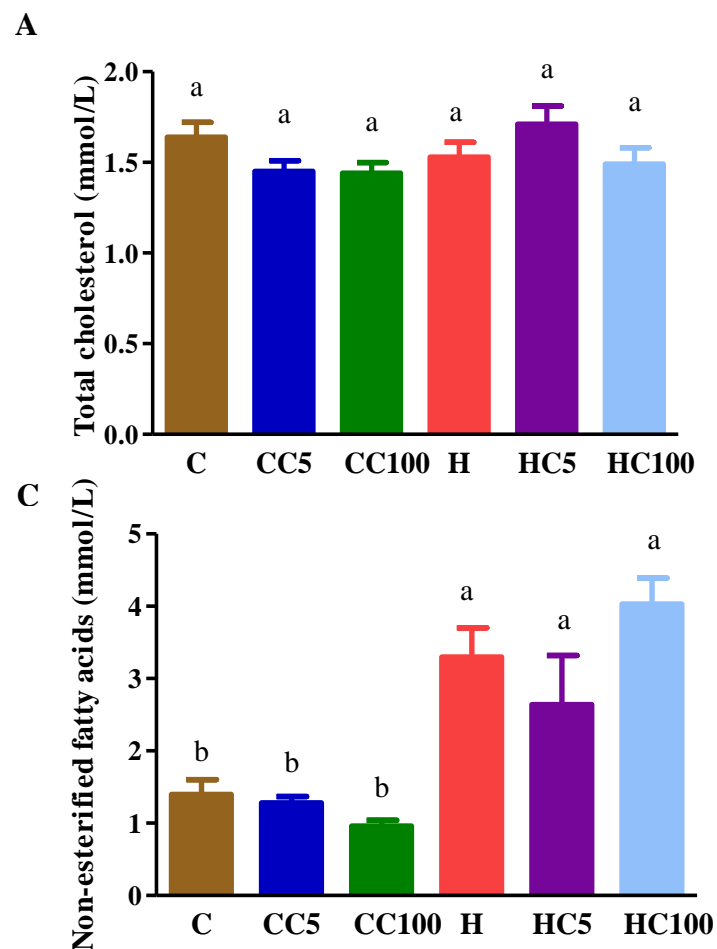 A
Total cholesterol (mmol/L)
2.0
1.5
1.0
0.5
0.0
a a a a a a
C CC5 CC100 H HC5 HC100
C
Non-esterified fatty acids (mmol/L)
5
4
3
2
1
0
b b b a a a
C CC5 CC100 H HC5 HC100